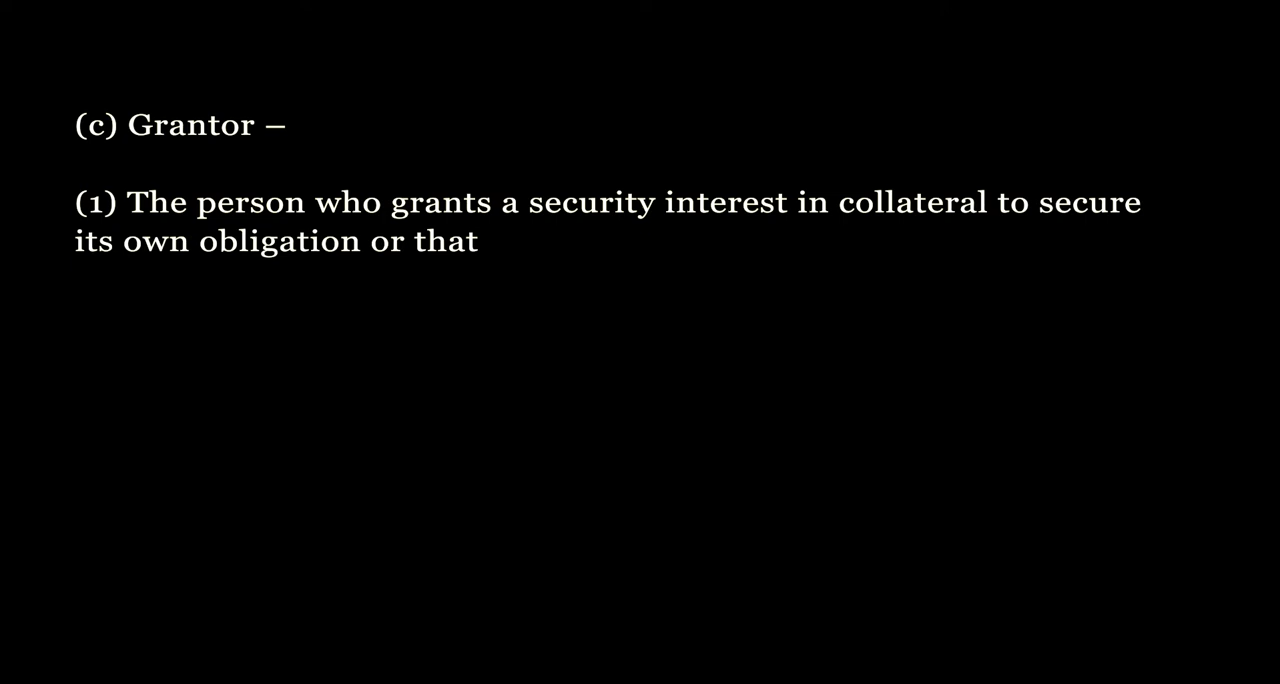 (c) Grantor –
(1) The person who grants a security interest in collateral to secure
its own obligation or that